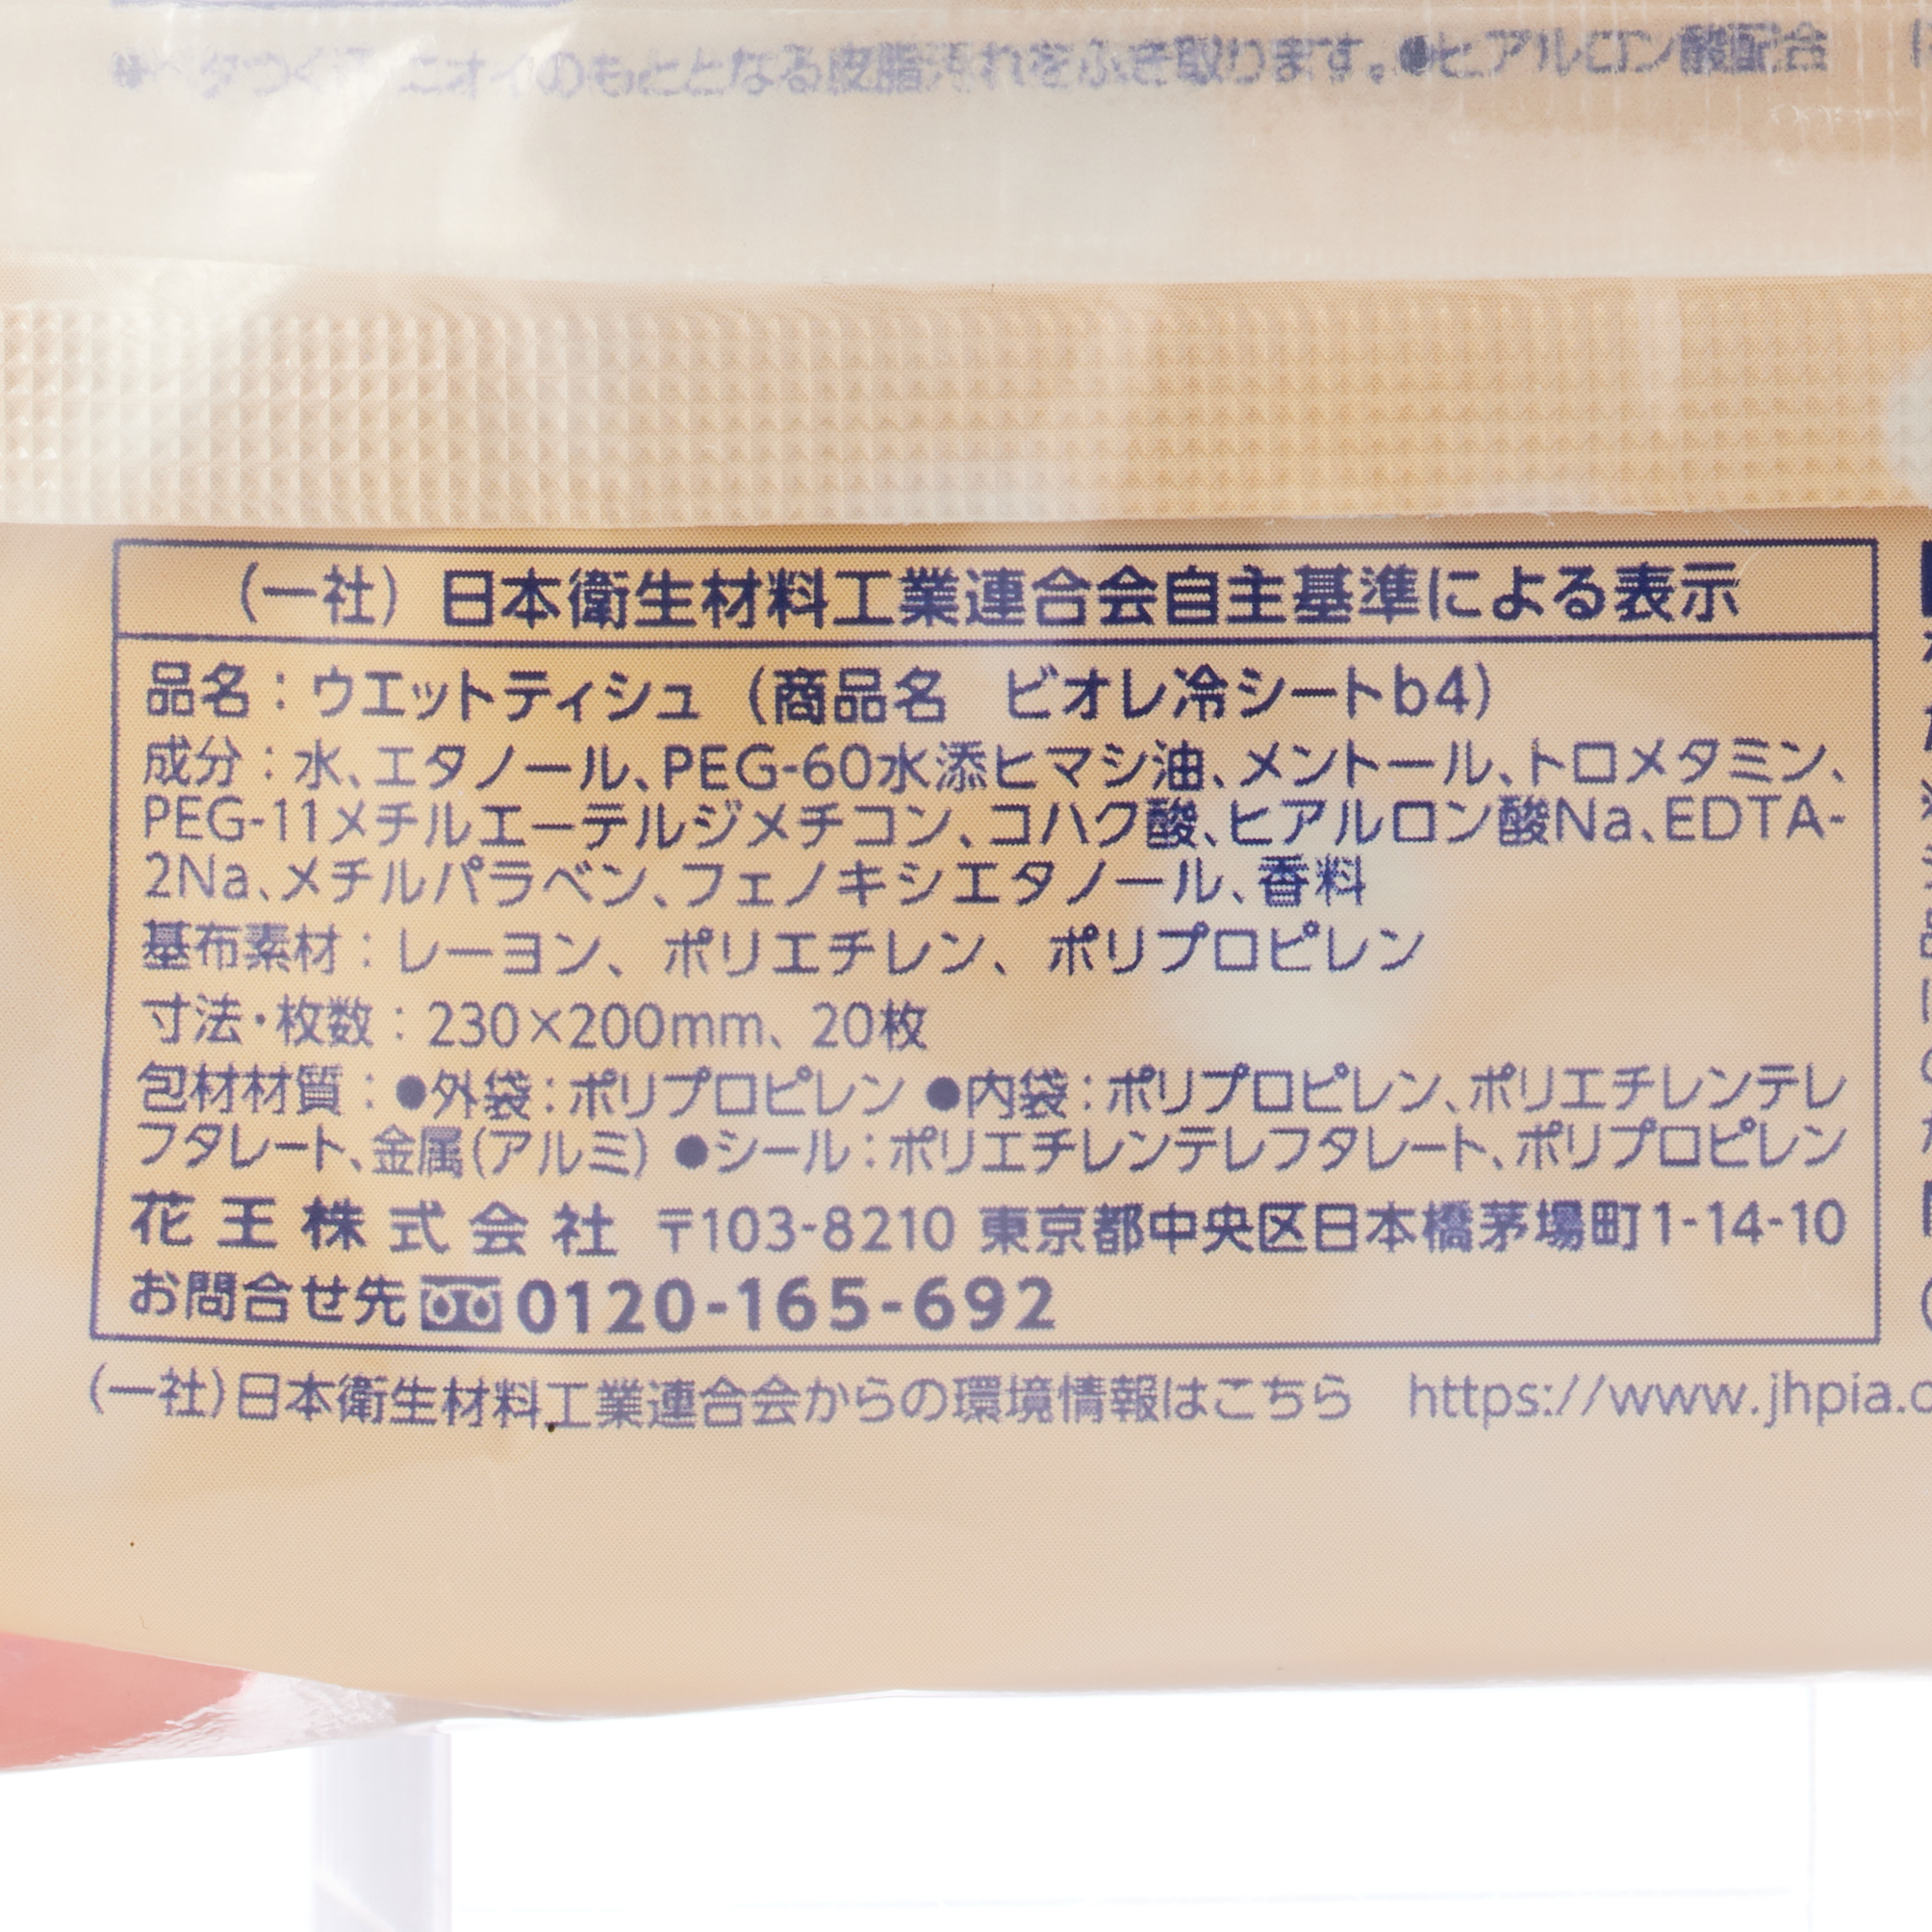 ニオイのもととなる皮脂汚れをふき取ります。●ヒアルロン酸配合
(一社)日本衛生材料工業連合会自主基準による表示
品名：ウエットティシュ（商品名　ビオレ冷シートb4）
成分：水、エタノール、PEG-60水添ヒマシ油、メントール、トロメタミン、
PEG-11メチルエーテルジメチコン、コハク酸、ヒアルロン酸Na、EDTA-
2Na、メチルパラベン、フェノキシエタノール、香料
基布素材：レーヨン、ポリエチレン、ポリプロピレン
寸法・枚数：230×200mm、20枚
包材材質：●外袋：ポリプロピレン ●内袋：ポリプロピレン、ポリエチレンテレ
フタレート、金属(アルミ) ●シール：ポリエチレンテレフタレート、ポリプロピレン
花王株式会社 〒103-8210 東京都中央区日本橋茅場町1-14-10
お問合せ先 0120-165-692
(一社)日本衛生材料工業連合会からの環境情報はこちら https://www.jhpia.o